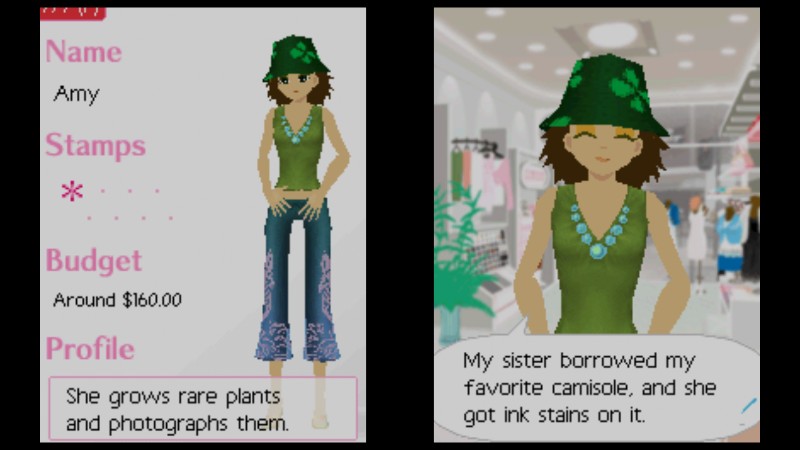 Name
Amy
Stamps
Budget
Around $160.00
Profile
She grows rare plants
and photographs them.
My sister borrowed my
favorite camisole, and she
got ink stains on it.